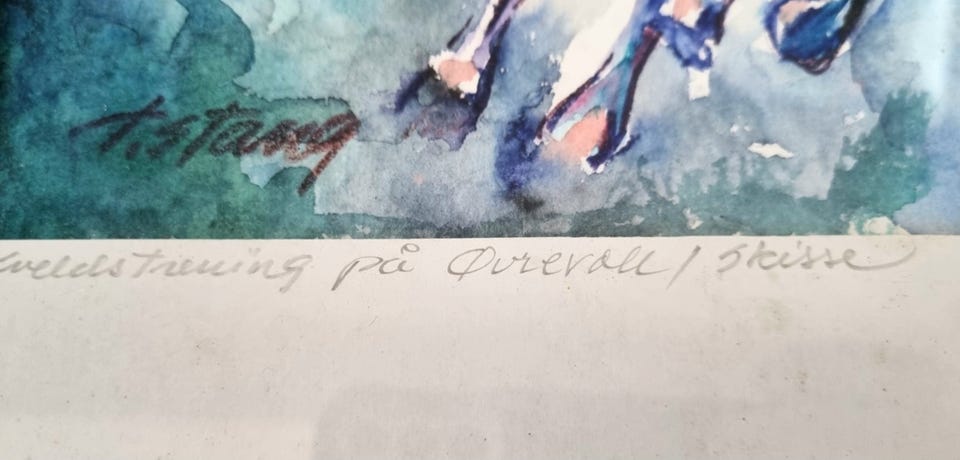 t. stang
kveldstrening på Øvrevoll / skisse